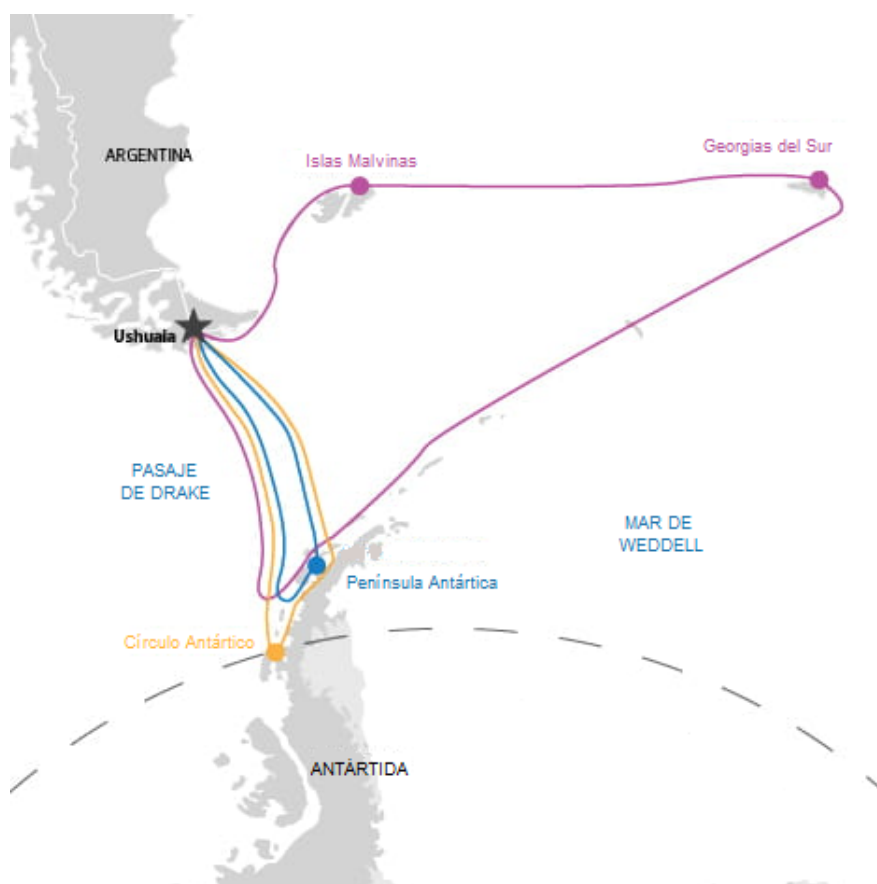 Georgias del Sur
ARGENTINA
Islas Malvinas
Ushuaia
PASAJE
DE DRAKE
MAR DE
WEDDELL
Península Antártica
Círculo Antártico
ANTÁRTIDA